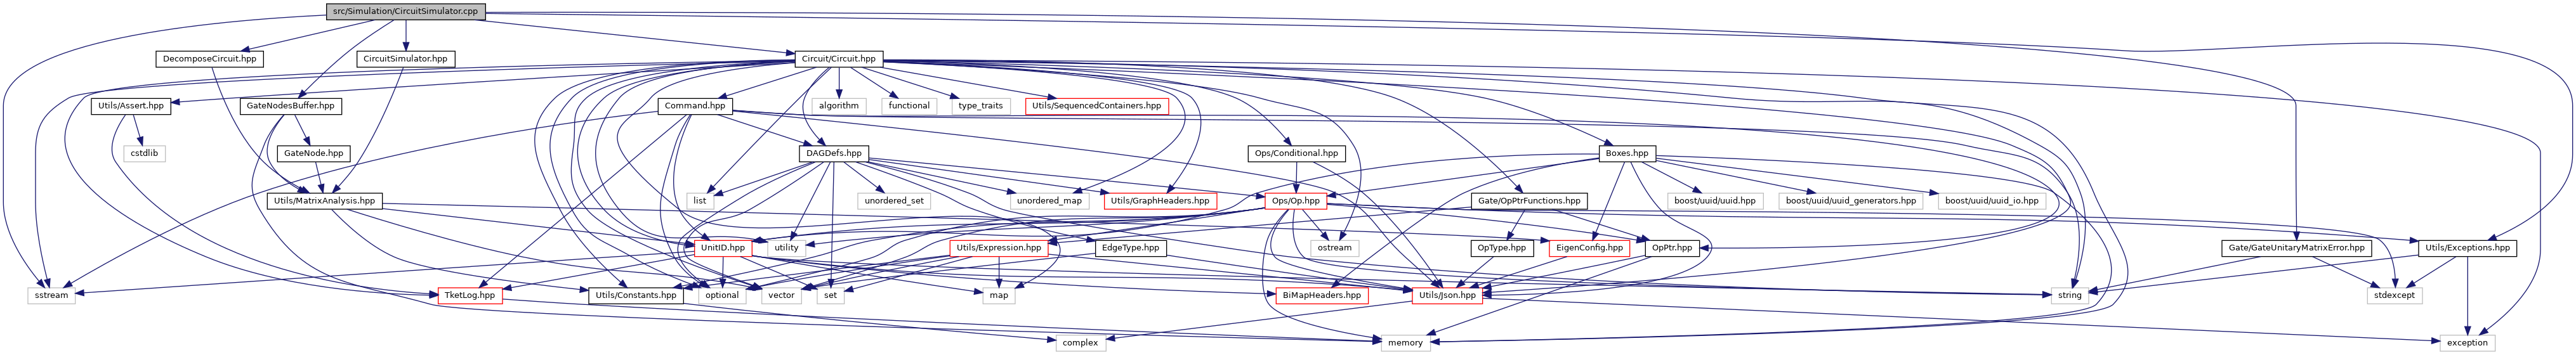 src/Simulation/CircuitSimulator.cpp
DecomposeCircuit.hpp
CircuitSimulator.hpp
Circuit/Circuit.hpp
Utils/Assert.hpp
GateNodesBuffer.hpp
Command.hpp
algorithm
functional
type_traits
Utils/SequencedContainers.hpp
cstdlib
GateNode.hpp
DAGDefs.hpp
Ops/Conditional.hpp
Boxes.hpp
Utils/MatrixAnalysis.hpp
list
unordered_set
unordered_map
Utils/GraphHeaders.hpp
Ops/Op.hpp
Gate/OpPtrFunctions.hpp
boost/uuid/uuid.hpp
boost/uuid/uuid_generators.hpp
boost/uuid/uuid_io.hpp
UnitID.hpp
utility
Utils/Expression.hpp
EdgeType.hpp
ostream
OpType.hpp
EigenConfig.hpp
OpPtr.hpp
Gate/GateUnitaryMatrixError.hpp
Utils/Exceptions.hpp
sstream
TketLog.hpp
Utils/Constants.hpp
optional
vector
set
map
BiMapHeaders.hpp
Utils/Json.hpp
string
stdexcept
complex
memory
exception